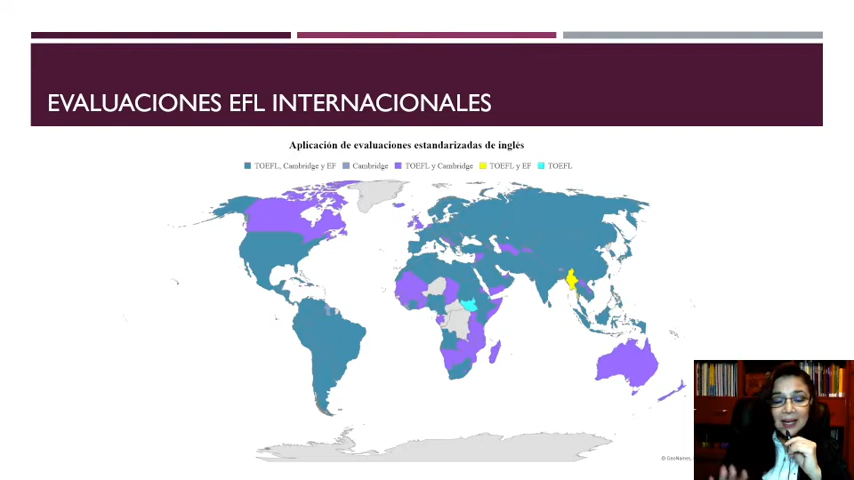 EVALUACIONES EFL INTERNACIONALES
Aplicación de evaluaciones estandarizadas de inglés
TOEFL, Cambridge y EF Cambridge TOEFL y Cambridge TOEFL y EF TOEFL
© GeoNames,